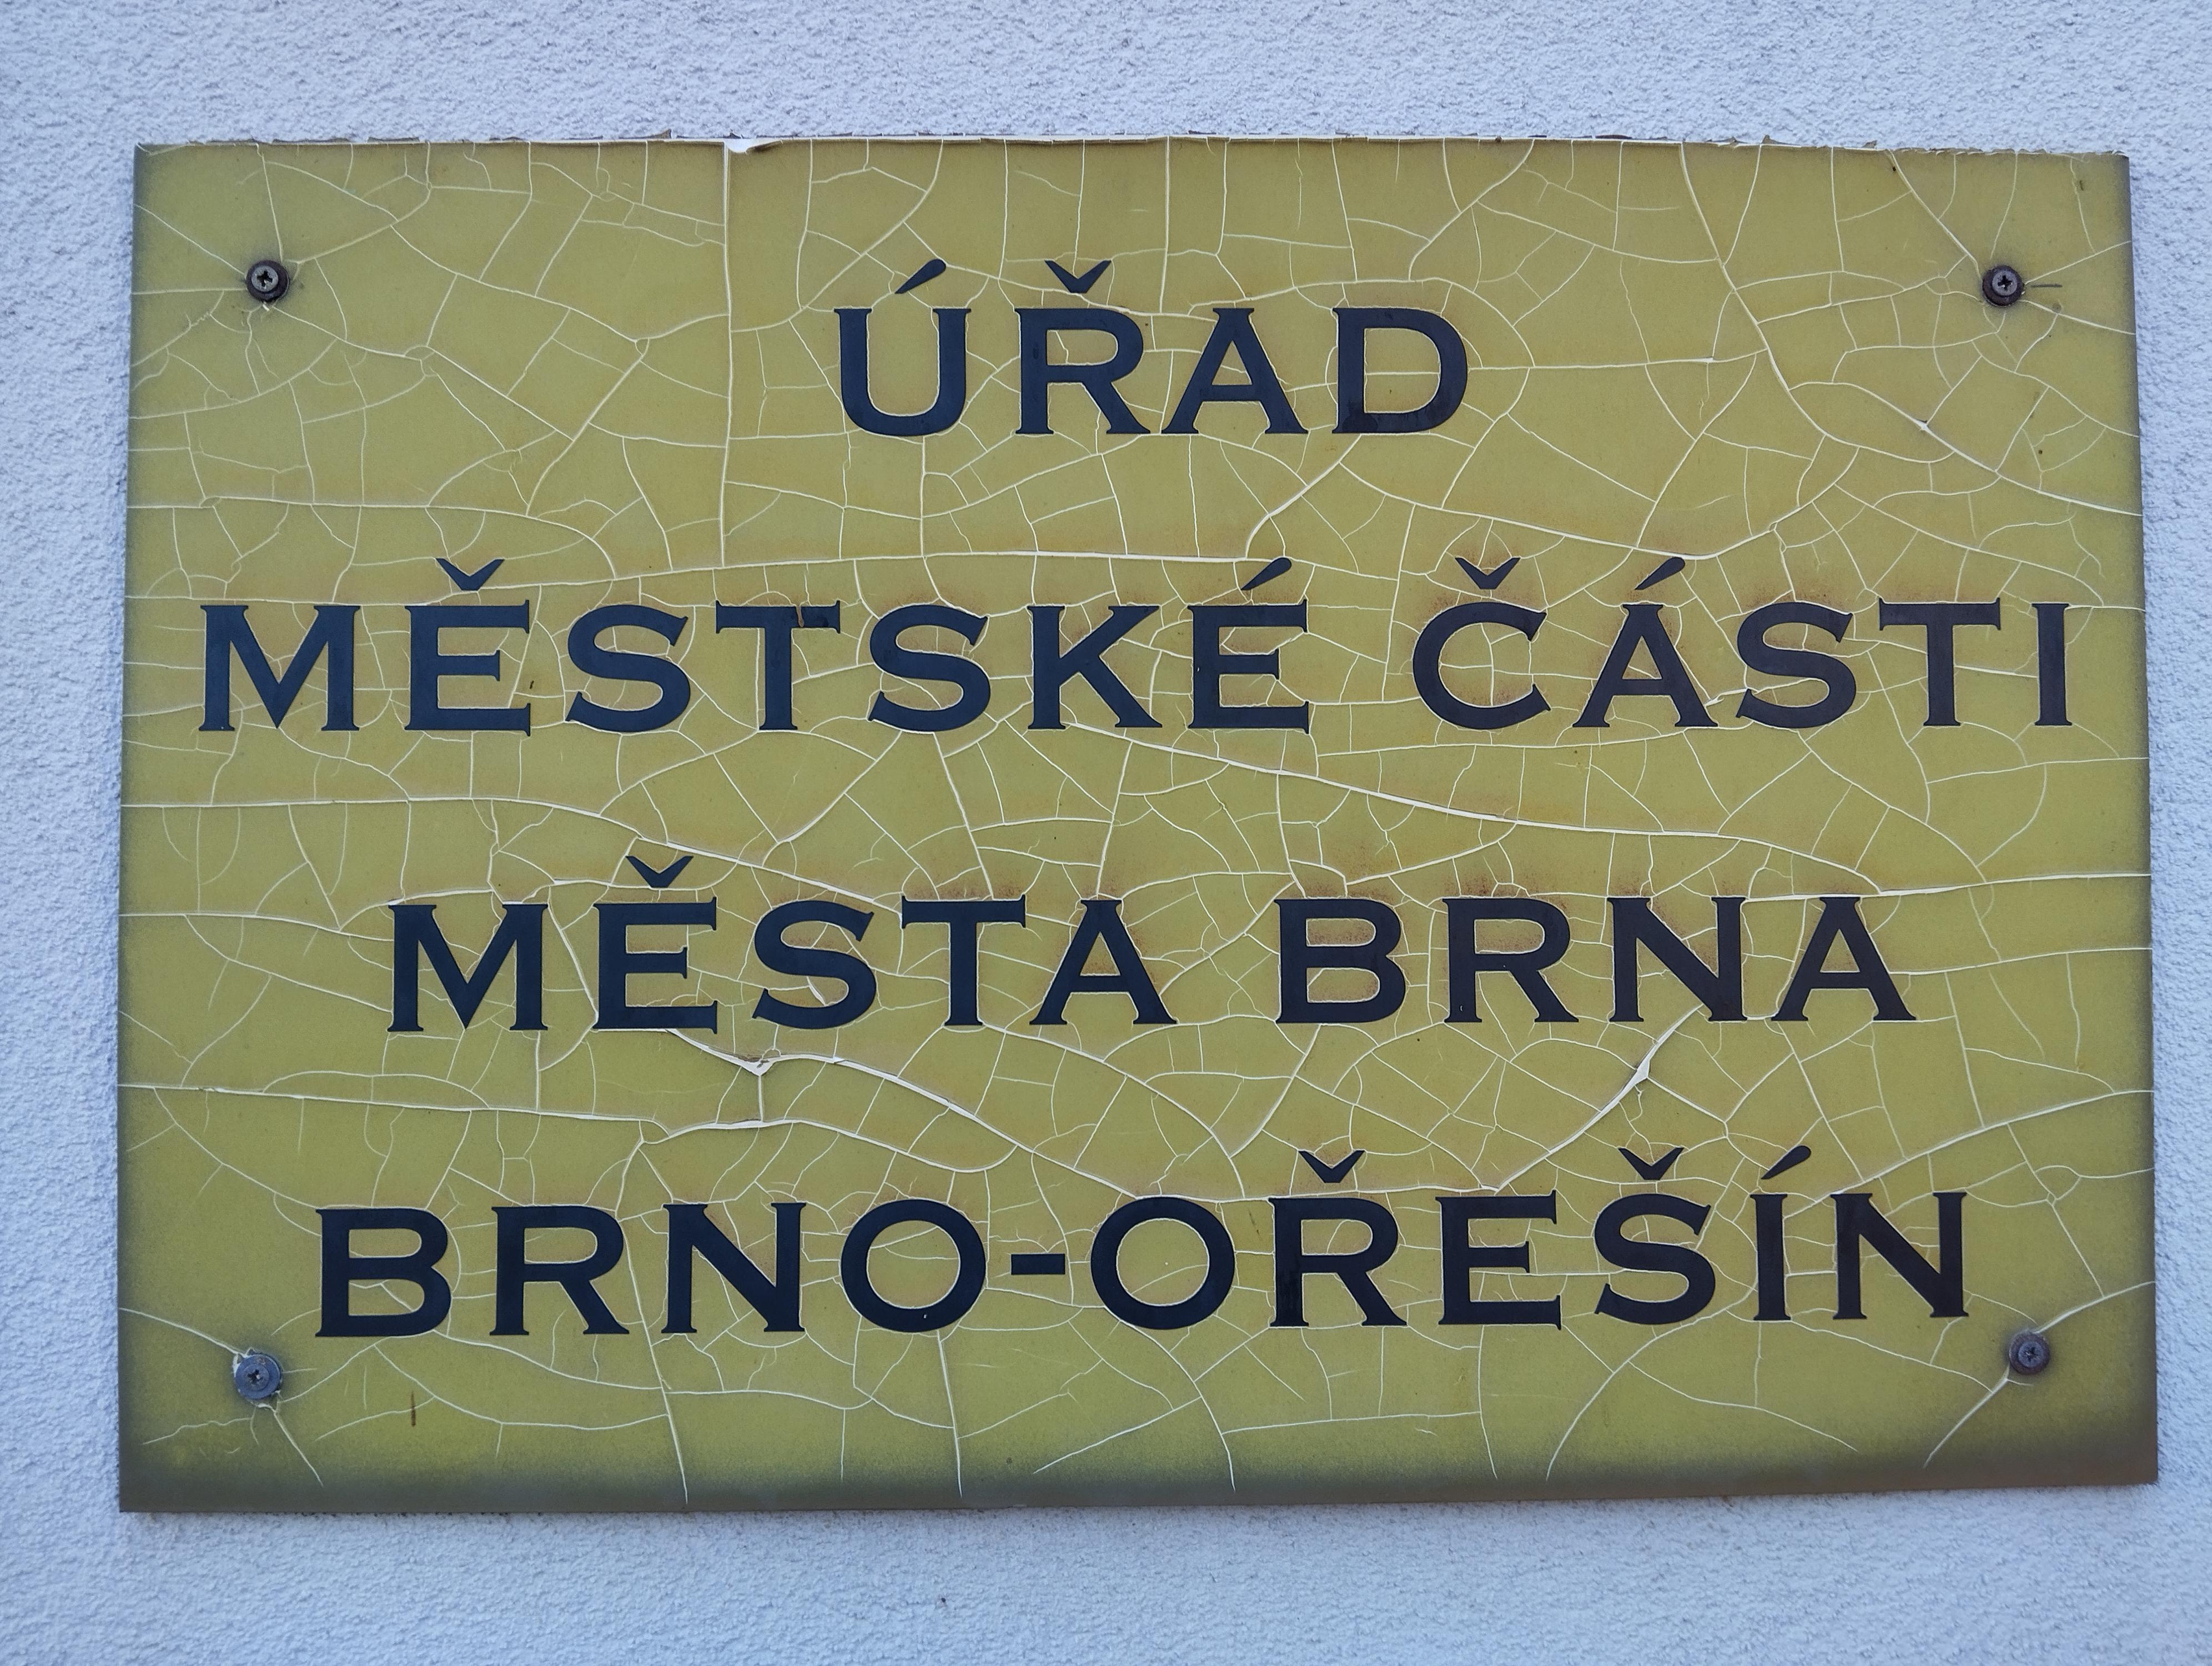 ÚŘAD
MĚSTSKÉ ČÁSTI
MĚSTA BRNA
BRNO-OŘEŠÍN